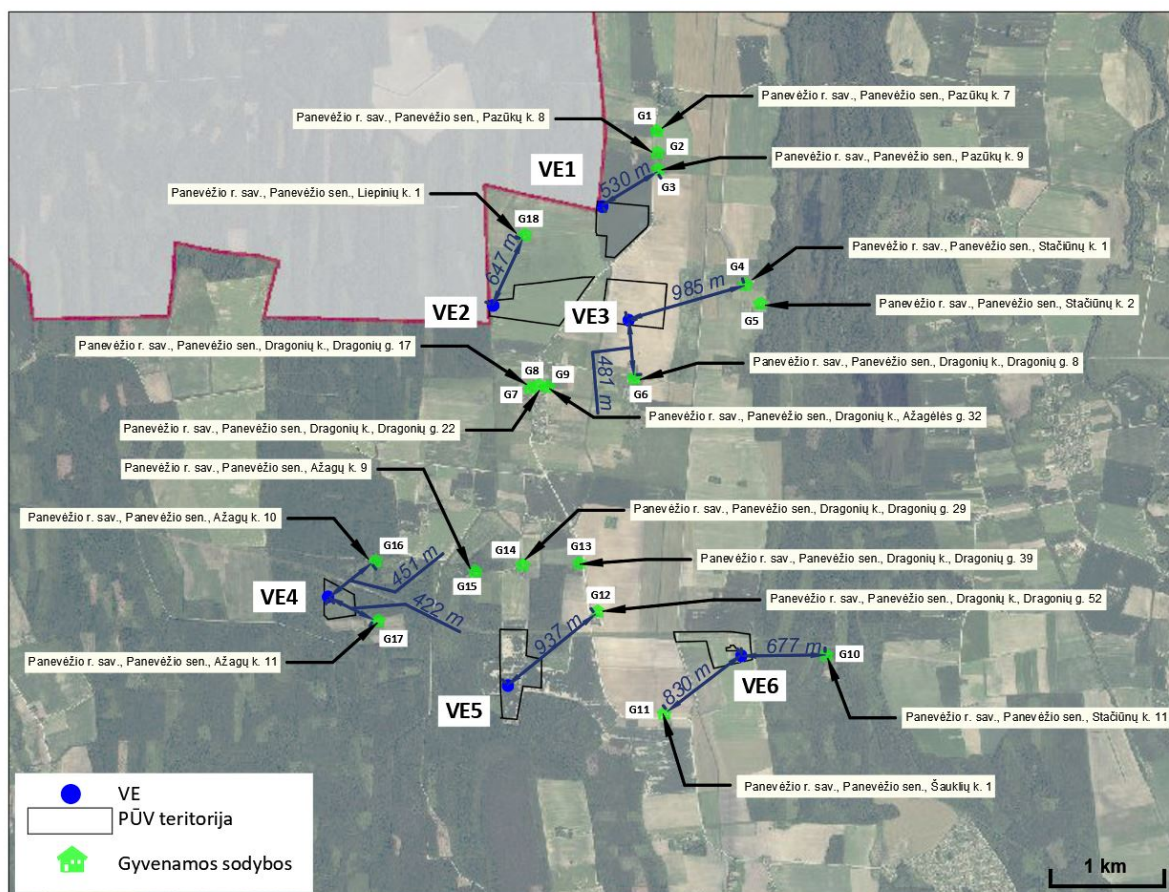 Panevėžio r. sav., Panevėžio sen., Pazūkų k. 7
G1
Panevėžio r. sav., Panevėžio sen., Pazūkų k. 8
G2
VE1
Panevėžio r. sav., Panevėžio sen., Pazūkų k. 9
530 m
G3
Panevėžio r. sav., Panevėžio sen., Liepinių k. 1
G18
647 m
Panevėžio r. sav., Panevėžio sen., Stačiūnų k. 1
G4
985 m
VE2
VE3
G5
Panevėžio r. sav., Panevėžio sen., Stačiūnų k. 2
Panevėžio r. sav., Panevėžio sen., Dragonių k., Dragonių g. 17
Panevėžio r. sav., Panevėžio sen., Dragonių k., Dragonių g. 8
G8
G9
481 m
G7
G6
Panevėžio r. sav., Panevėžio sen., Dragonių k., Dragonių g. 22
Panevėžio r. sav., Panevėžio sen., Dragonių k., Ažagėlės g. 32
Panevėžio r. sav., Panevėžio sen., Ažagų k. 9
Panevėžio r. sav., Panevėžio sen., Ažagų k. 10
Panevėžio r. sav., Panevėžio sen., Dragonių k., Dragonių g. 29
G16
G14
G13
Panevėžio r. sav., Panevėžio sen., Dragonių k., Dragonių g. 39
451 m
G15
VE4
422 m
G12
Panevėžio r. sav., Panevėžio sen., Dragonių k., Dragonių g. 52
G17
937 m
Panevėžio r. sav., Panevėžio sen., Ažagų k. 11
677 m
G10
VE5
VE6
830 m
G11
Panevėžio r. sav., Panevėžio sen., Stačiūnų k. 11
Panevėžio r. sav., Panevėžio sen., Šauklių k. 1
VE
PŪV teritorija
Gyvenamos sodybos
1 km